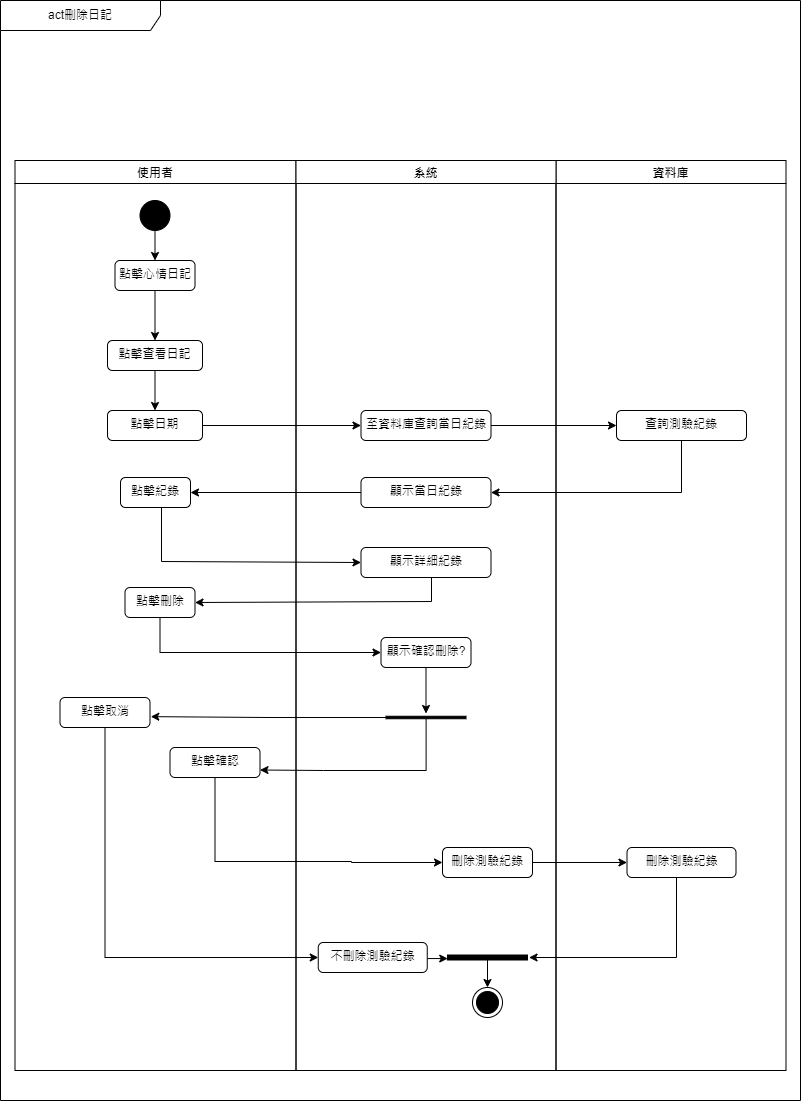 act刪除日記
使用者
系統
資料庫
點擊心情日記
點擊查看日記
點擊日期
至資料庫查詢當日紀錄
查詢測驗紀錄
點擊紀錄
顯示當日紀錄
顯示詳細紀錄
點擊刪除
顯示確認刪除?
點擊取消
點擊確認
刪除測驗紀錄
刪除測驗紀錄
不刪除測驗紀錄